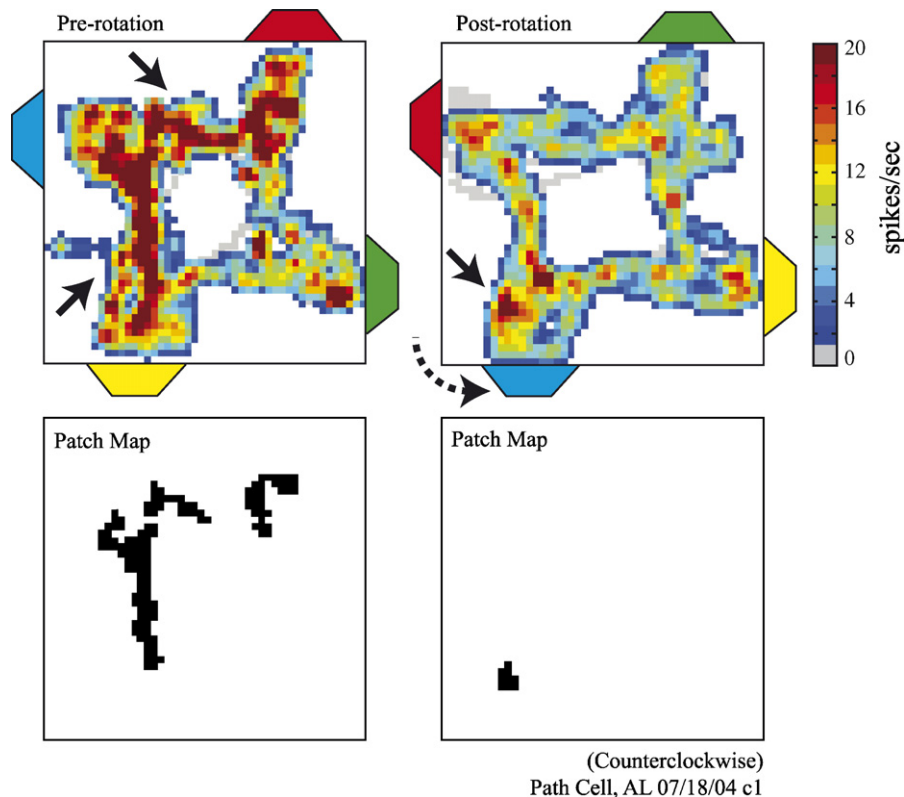 Pre-rotation
Post-rotation
20
16
12
8
4
0
spikes/sec
Patch Map
Patch Map
(Counterclockwise)
Path Cell, AL 07/18/04 c1